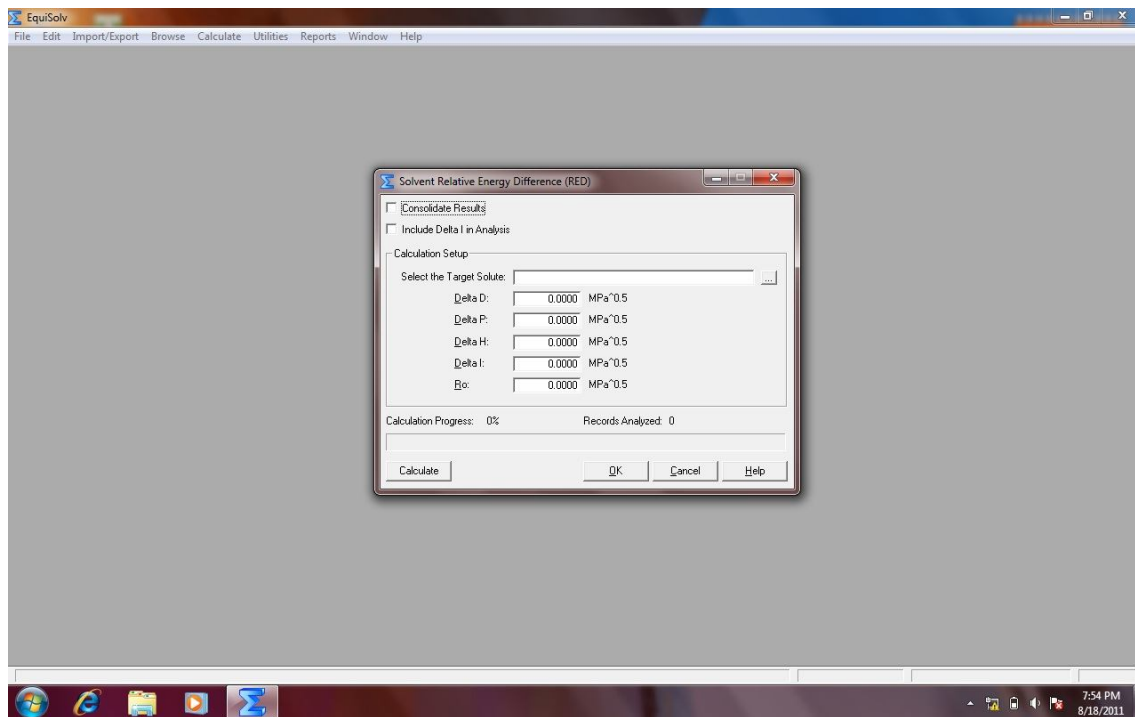 EquiSolv
File Edit Import/Export Browse Calculate Utilities Reports Window Help
Solvent Relative Energy Difference (RED)
Consolidate Results
Include Delta I in Analysis
Calculation Setup
Select the Target Solute: ...
Delta D: 0.0000 MPa^0.5
Delta P: 0.0000 MPa^0.5
Delta H: 0.0000 MPa^0.5
Delta I: 0.0000 MPa^0.5
Ro: 0.0000 MPa^0.5
Calculation Progress: 0% Records Analyzed: 0
Calculate OK Cancel Help
7:54 PM
8/18/2011